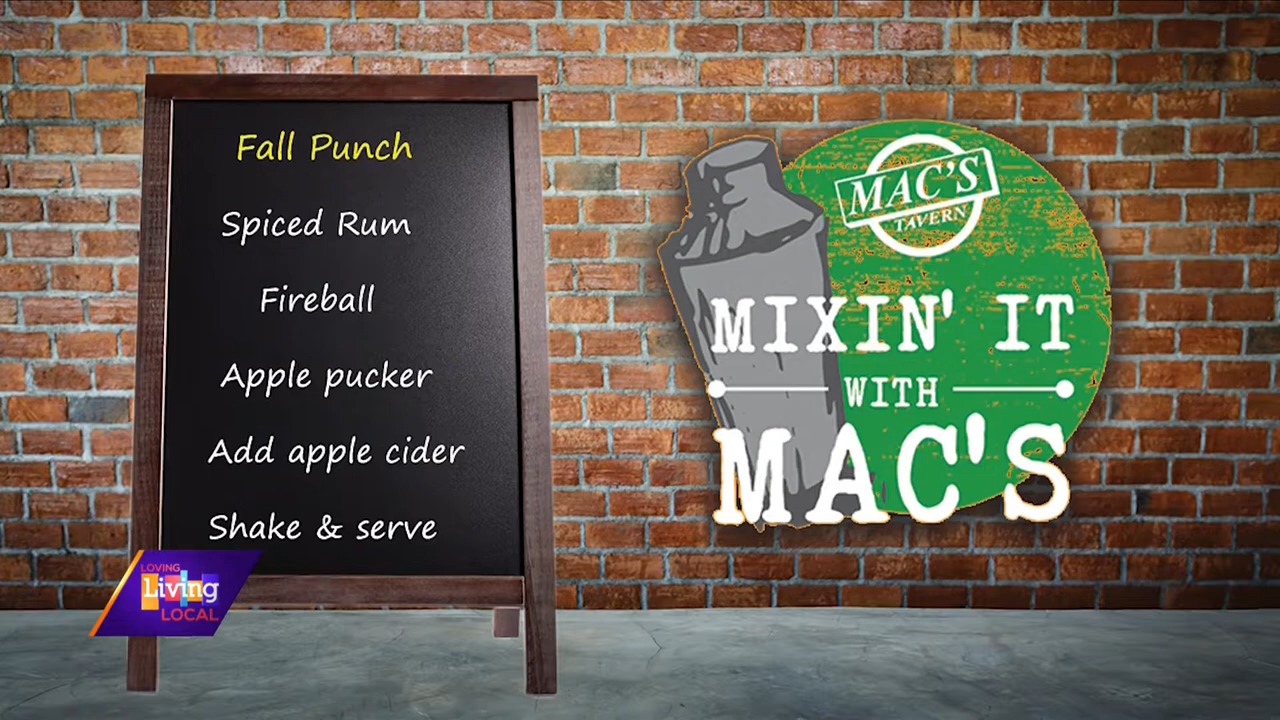 Fall Punch
Spiced Rum
Fireball
Apple pucker
Add apple cider
Shake & serve
LOVING
Living
LOCAL
MAC'S
TAVERN
MIXIN' IT
WITH
MAC'S